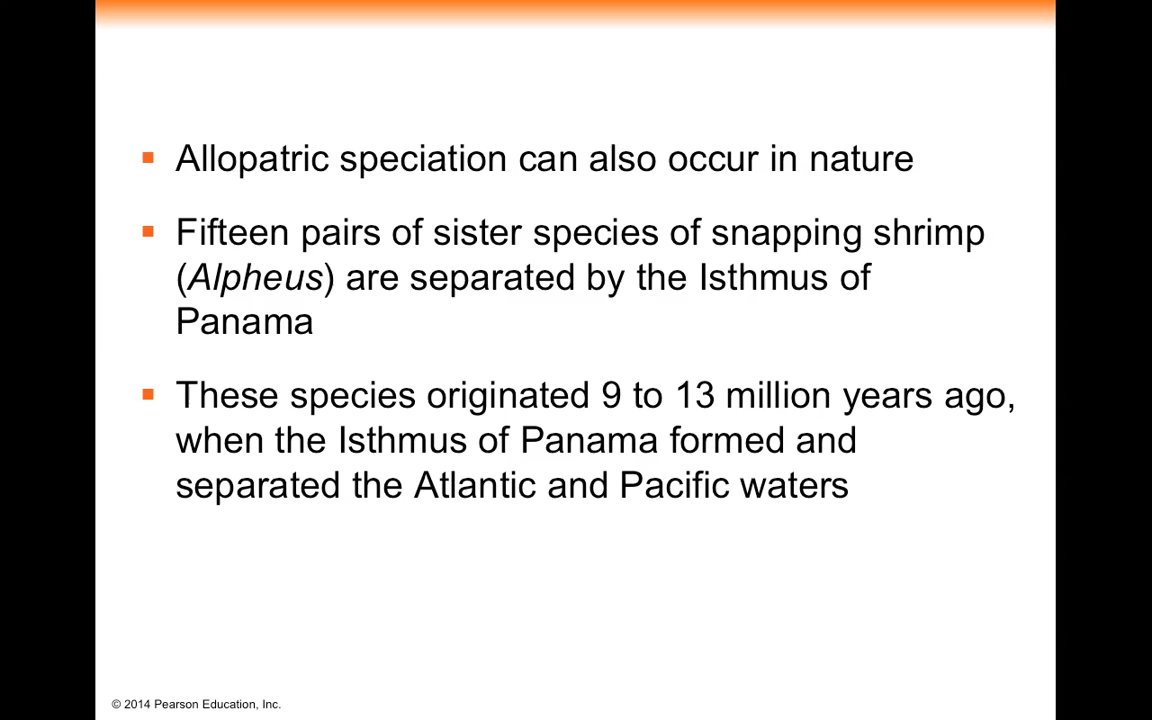 Allopatric speciation can also occur in nature
Fifteen pairs of sister species of snapping shrimp
(Alpheus) are separated by the Isthmus of
Panama
These species originated 9 to 13 million years ago,
when the Isthmus of Panama formed and
separated the Atlantic and Pacific waters
© 2014 Pearson Education, Inc.